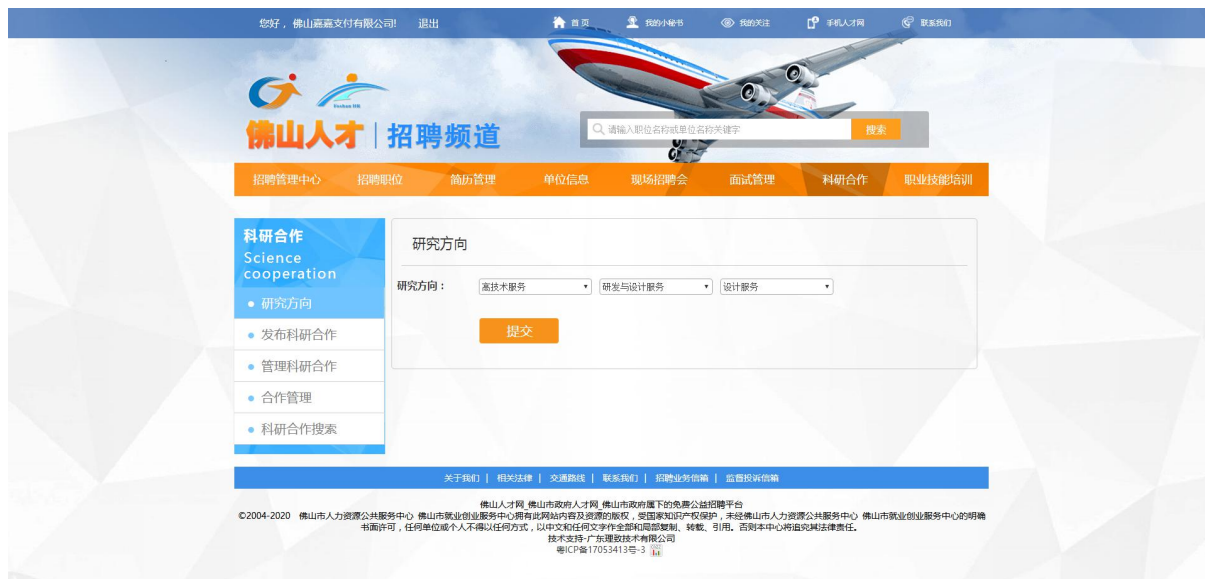 您好，佛山嘉嘉支付有限公司! 退出 首页 我的小秘书 我的关注 手机人才网 联系我们
Foshan HR
佛山人才 | 招聘频道
请输入职位名称或单位名称关键字 搜索
招聘管理中心 招聘职位 简历管理 单位信息 现场招聘会 面试管理 科研合作 职业技能培训
科研合作
Science
cooperation
研究方向
发布科研合作
管理科研合作
合作管理
科研合作搜索
研究方向
研究方向： 高技术服务 研发与设计服务 设计服务
提交
关于我们 | 相关法律 | 交通路线 | 联系我们 | 招聘业务信箱 | 监督投诉信箱
佛山人才网_佛山市政府人才网_佛山市政府属下的免费公益招聘平台
©2004-2020 佛山市人力资源公共服务中心 佛山市就业创业服务中心拥有此网站内容及资源的版权，受国家知识产权保护，未经佛山市人力资源公共服务中心 佛山市就业创业服务中心的明确
书面许可，任何单位或个人不得以任何方式，以中文和任何文字作全部和局部复制、转载、引用。否则本中心将追究其法律责任。
技术支持-广东理致技术有限公司
粤ICP备17053413号-3